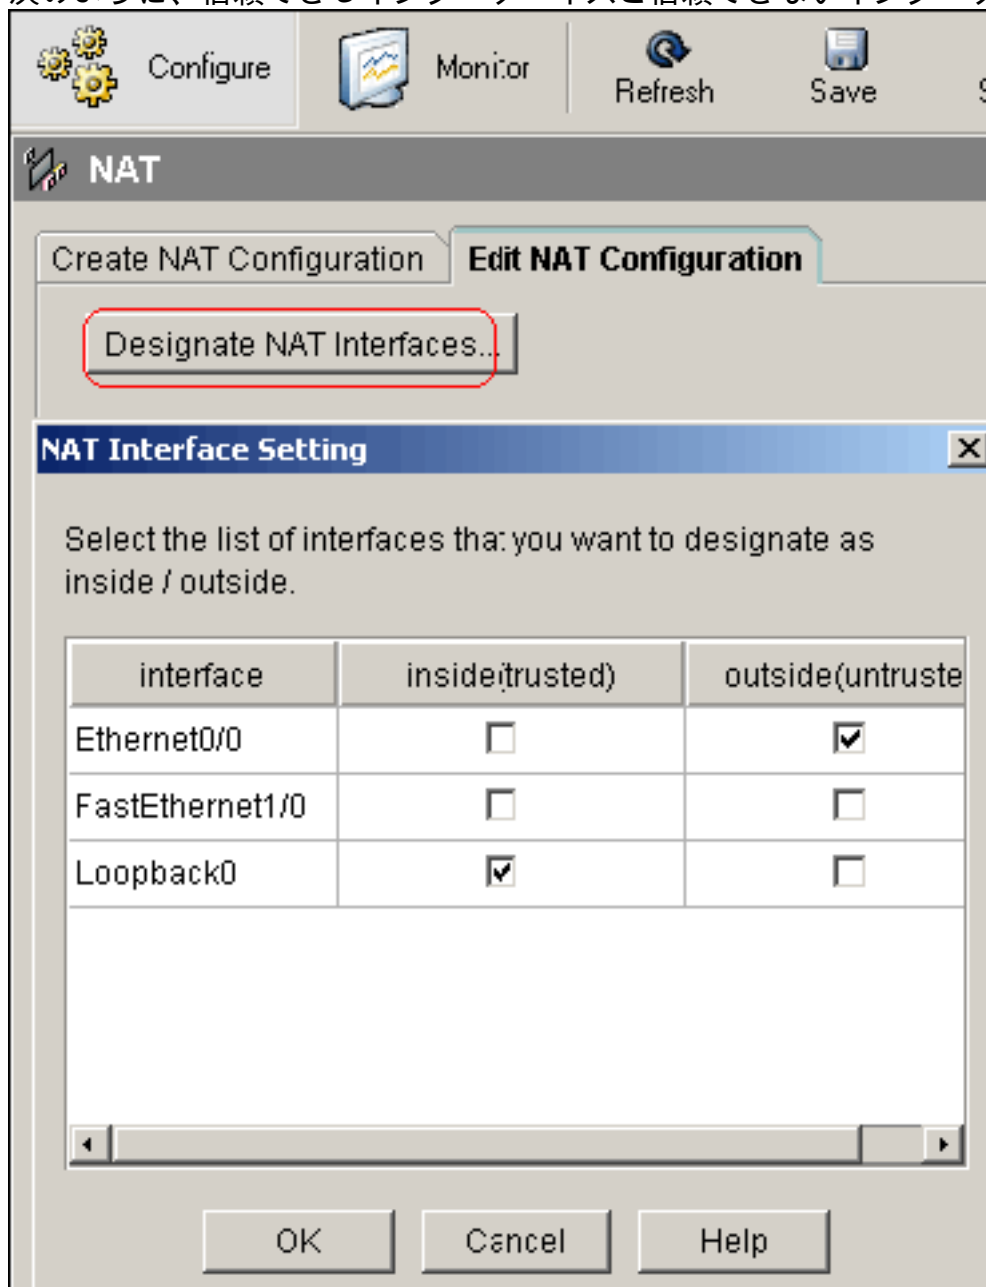 Configure Monitor Refresh Save
NAT
Create NAT Configuration Edit NAT Configuration
Designate NAT Interfaces...
NAT Interface Setting
Select the list of interfaces that you want to designate as
inside / outside.
interface inside(trusted) outside(untruste
Ethernet0/0
FastEthernet1/0
Loopback0
OK Cancel Help